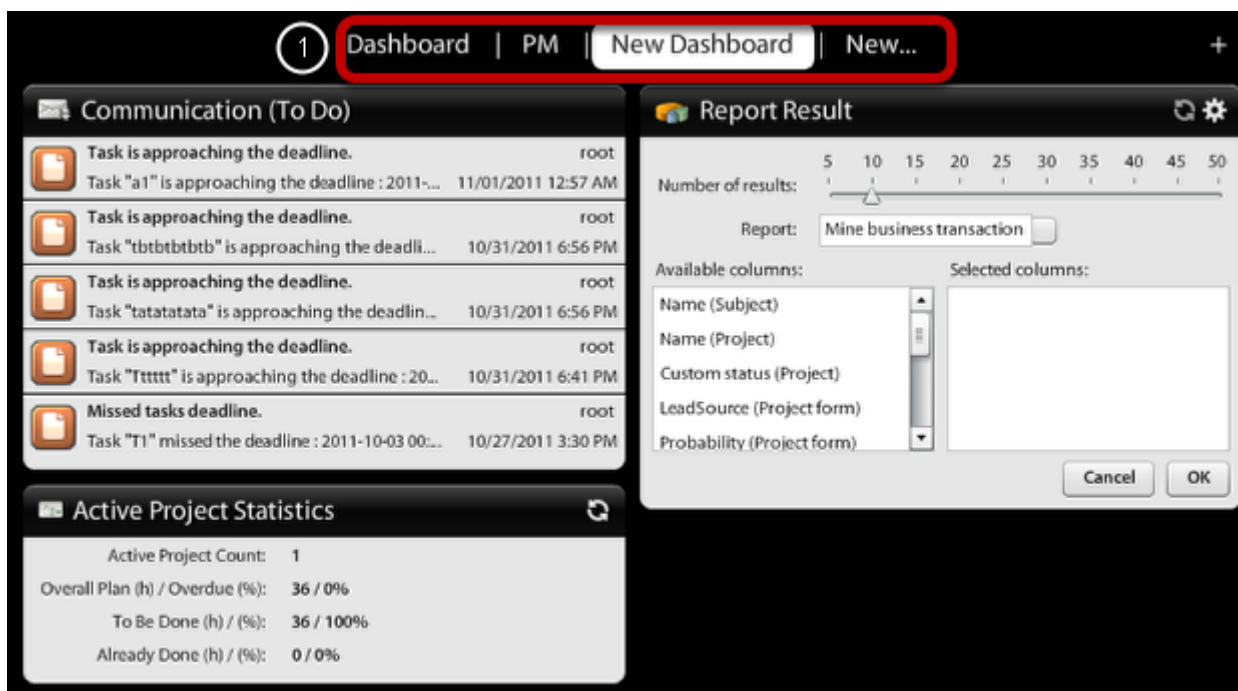 1 Dashboard | PM | New Dashboard | New... +
Communication (To Do)
Task is approaching the deadline. root
Task "a1" is approaching the deadline : 2011-... 11/01/2011 12:57 AM
Task is approaching the deadline. root
Task "tbtbtbtbtb" is approaching the deadli... 10/31/2011 6:56 PM
Task is approaching the deadline. root
Task "tatatatata" is approaching the deadlin... 10/31/2011 6:56 PM
Task is approaching the deadline. root
Task "Tttttt" is approaching the deadline : 20... 10/31/2011 6:41 PM
Missed tasks deadline. root
Task "T1" missed the deadline : 2011-10-03 00:... 10/27/2011 3:30 PM
Active Project Statistics
Active Project Count: 1
Overall Plan (h) / Overdue (%): 36 / 0%
To Be Done (h) / (%): 36 / 100%
Already Done (h) / (%): 0 / 0%
Report Result
5 10 15 20 25 30 35 40 45 50
Number of results:
Report: Mine business transaction
Available columns: Selected columns:
Name (Subject)
Name (Project)
Custom status (Project)
LeadSource (Project form)
Probability (Project form)
Cancel OK